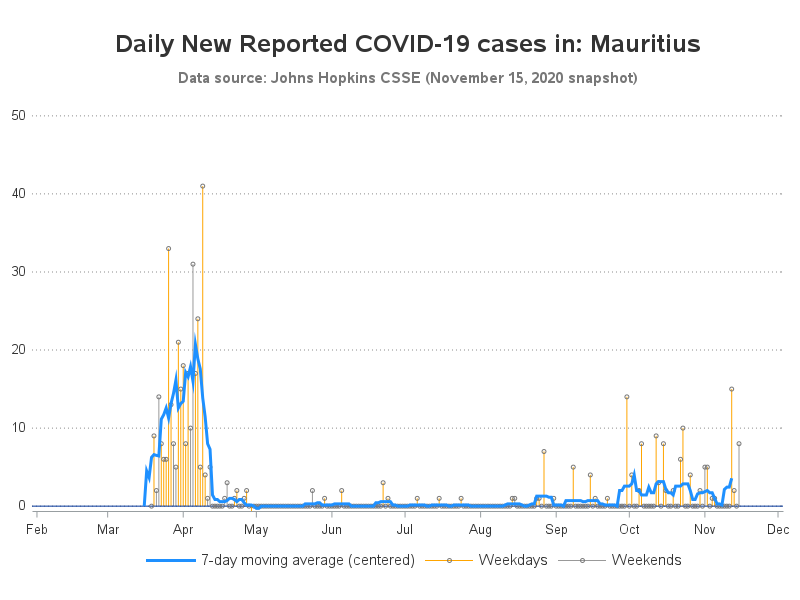 Daily New Reported COVID-19 cases in: Mauritius
Data source: Johns Hopkins CSSE (November 15, 2020 snapshot)
50
40
30
20
10
0
Feb Mar Apr May Jun Jul Aug Sep Oct Nov Dec
7-day moving average (centered) Weekdays Weekends